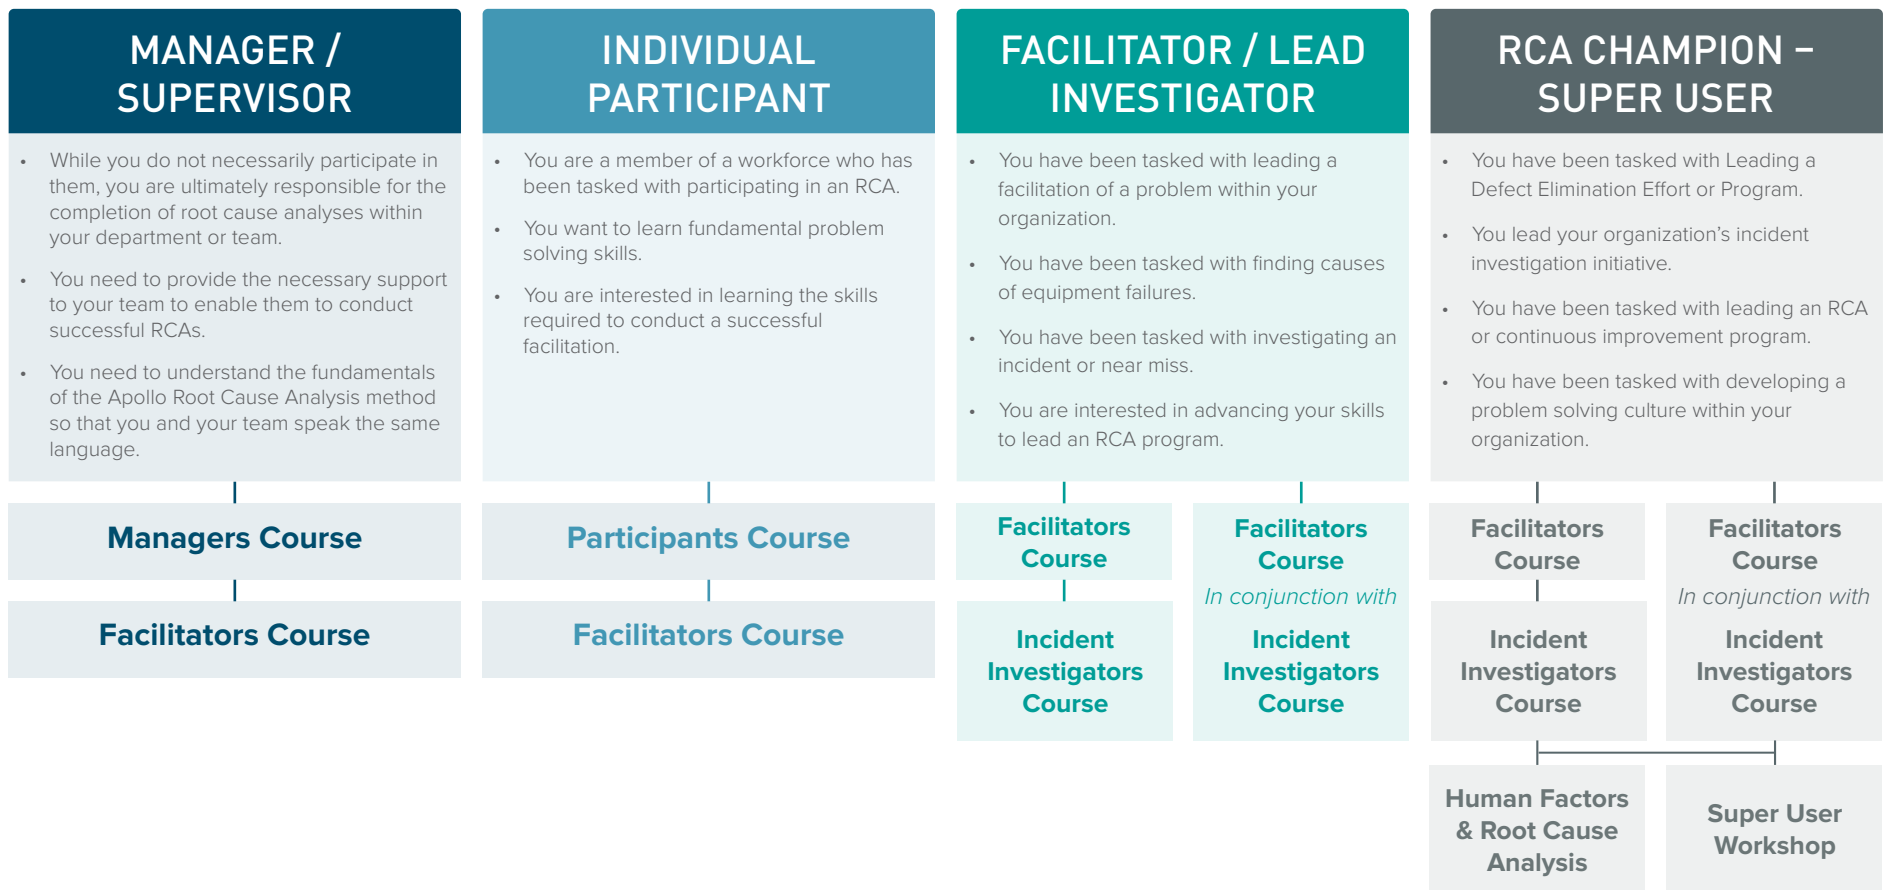 MANAGER /
SUPERVISOR
• While you do not necessarily participate in
them, you are ultimately responsible for the
completion of root cause analyses within
your department or team.
• You need to provide the necessary support
to your team to enable them to conduct
successful RCAs.
• You need to understand the fundamentals
of the Apollo Root Cause Analysis method
so that you and your team speak the same
language.
Managers Course
Facilitators Course
INDIVIDUAL
PARTICIPANT
• You are a member of a workforce who has
been tasked with participating in an RCA.
• You want to learn fundamental problem
solving skills.
• You are interested in learning the skills
required to conduct a successful
facilitation.
Participants Course
Facilitators Course
FACILITATOR / LEAD
INVESTIGATOR
• You have been tasked with leading a
facilitation of a problem within your
organization.
• You have been tasked with finding causes
of equipment failures.
• You have been tasked with investigating an
incident or near miss.
• You are interested in advancing your skills
to lead an RCA program.
Facilitators
Course
Incident
Investigators
Course
Facilitators
Course
In conjunction with
Incident
Investigators
Course
RCA CHAMPION –
SUPER USER
• You have been tasked with Leading a
Defect Elimination Effort or Program.
• You lead your organization’s incident
investigation initiative.
• You have been tasked with leading an RCA
or continuous improvement program.
• You have been tasked with developing a
problem solving culture within your
organization.
Facilitators
Course
Incident
Investigators
Course
Facilitators
Course
In conjunction with
Incident
Investigators
Course
Human Factors
& Root Cause
Analysis
Super User
Workshop